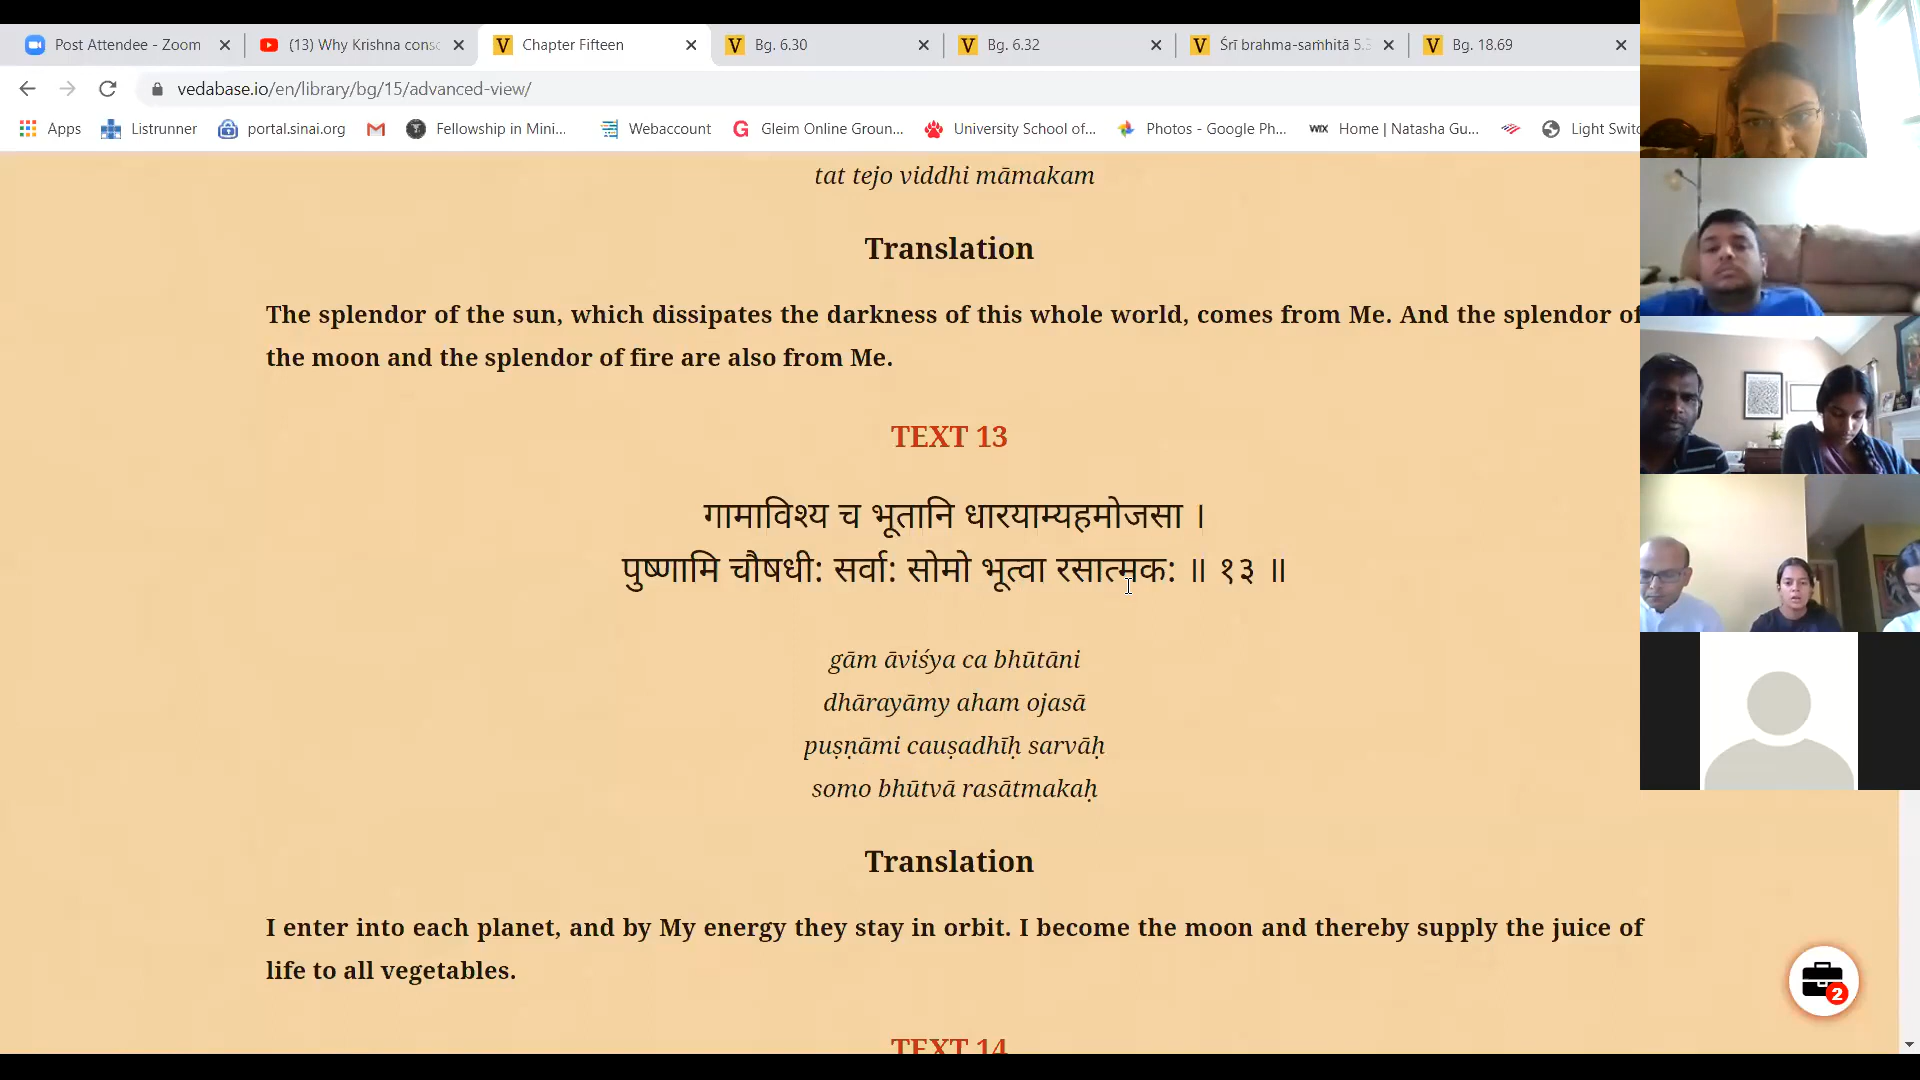 Post Attendee - Zoom
(13) Why Krishna cons
Chapter Fifteen
Bg. 6.30
Bg. 6.32
Śrī brahma-saṁhitā 5.
Bg. 18.69
vedabase.io/en/library/bg/15/advanced-view/
Apps
Listrunner
portal.sinai.org
Fellowship in Mini...
Webaccount
Gleim Online Groun...
University School of...
Photos - Google Ph...
WIX
Home | Natasha Gu...
Light Switc
tat tejo viddhi māmakam
Translation
The splendor of the sun, which dissipates the darkness of this whole world, comes from Me. And the splendor of
the moon and the splendor of fire are also from Me.
TEXT 13
गामाविश्य च भूतानि धारयाम्यहमोजसा ।
पुष्णामि चौषधी: सर्वा: सोमो भूत्वा रसात्मक: ॥ १३ ॥
gām āviśya ca bhūtāni
dhārayāmy aham ojasā
puṣṇāmi cauṣadhīḥ sarvāḥ
somo bhūtvā rasātmakaḥ
Translation
I enter into each planet, and by My energy they stay in orbit. I become the moon and thereby supply the juice of
life to all vegetables.
2
TEXT 14